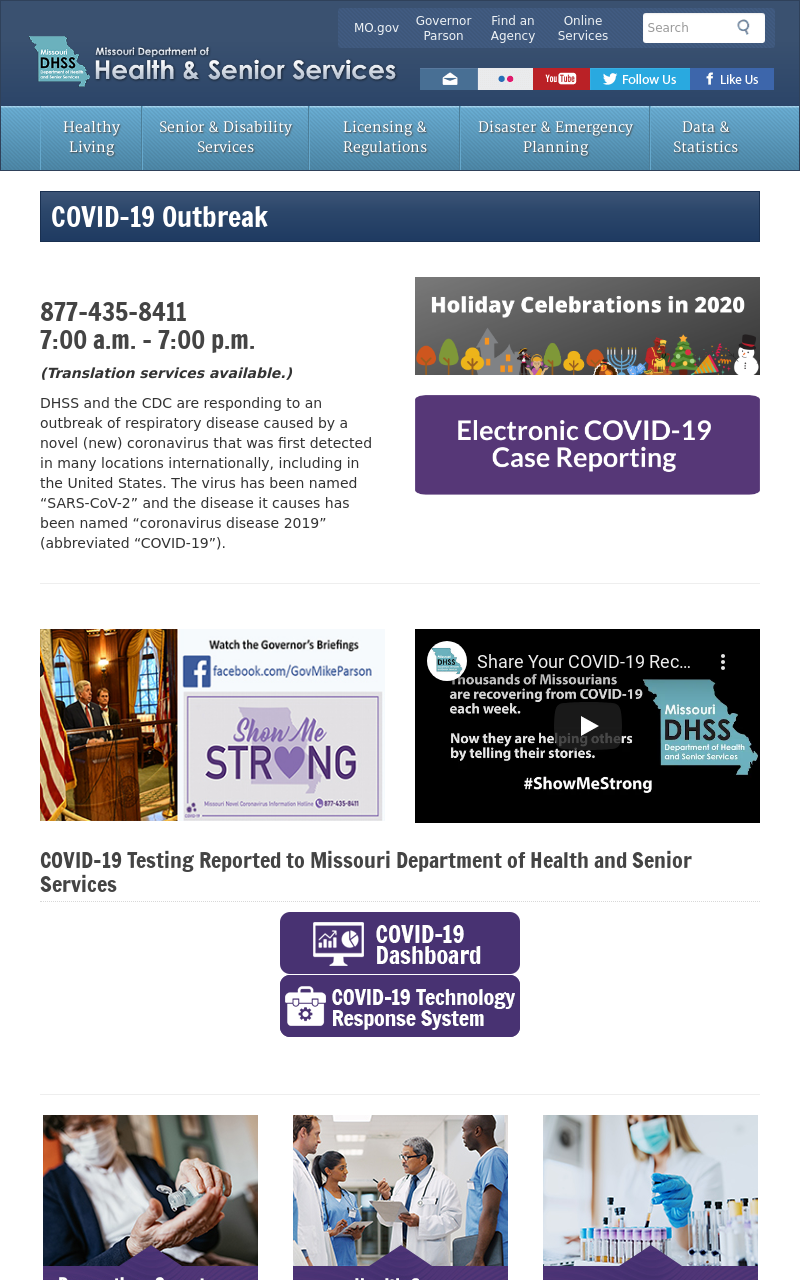 MO.gov
Governor
Parson
Find an
Agency
Online
Services
Search
Missouri
DHSS
Department of Health
and Senior Services
Missouri Department of
Health & Senior Services
You Tube
Follow Us
Like Us
Healthy
Living
Senior & Disability
Services
Licensing &
Regulations
Disaster & Emergency
Planning
Data &
Statistics
COVID-19 Outbreak
877-435-8411
7:00 a.m. - 7:00 p.m.
(Translation services available.)
DHSS and the CDC are responding to an
outbreak of respiratory disease caused by a
novel (new) coronavirus that was first detected
in many locations internationally, including in
the United States. The virus has been named
“SARS-CoV-2” and the disease it causes has
been named “coronavirus disease 2019”
(abbreviated “COVID-19”).
Holiday Celebrations in 2020
Electronic COVID-19
Case Reporting
Watch the Governor's Briefings
facebook.com/GovMikeParson
Show Me
STRONG
Missouri Novel Coronavirus Information Hotline 877-435-8411
DHSS
Share Your COVID-19 Rec...
Thousands of Missourians
are recovering from COVID-19
each week.
Now they are helping others
by telling their stories.
#ShowMeStrong
Missouri
DHSS
Department of Health
and Senior Services
COVID-19 Testing Reported to Missouri Department of Health and Senior
Services
COVID-19
Dashboard
COVID-19 Technology
Response System